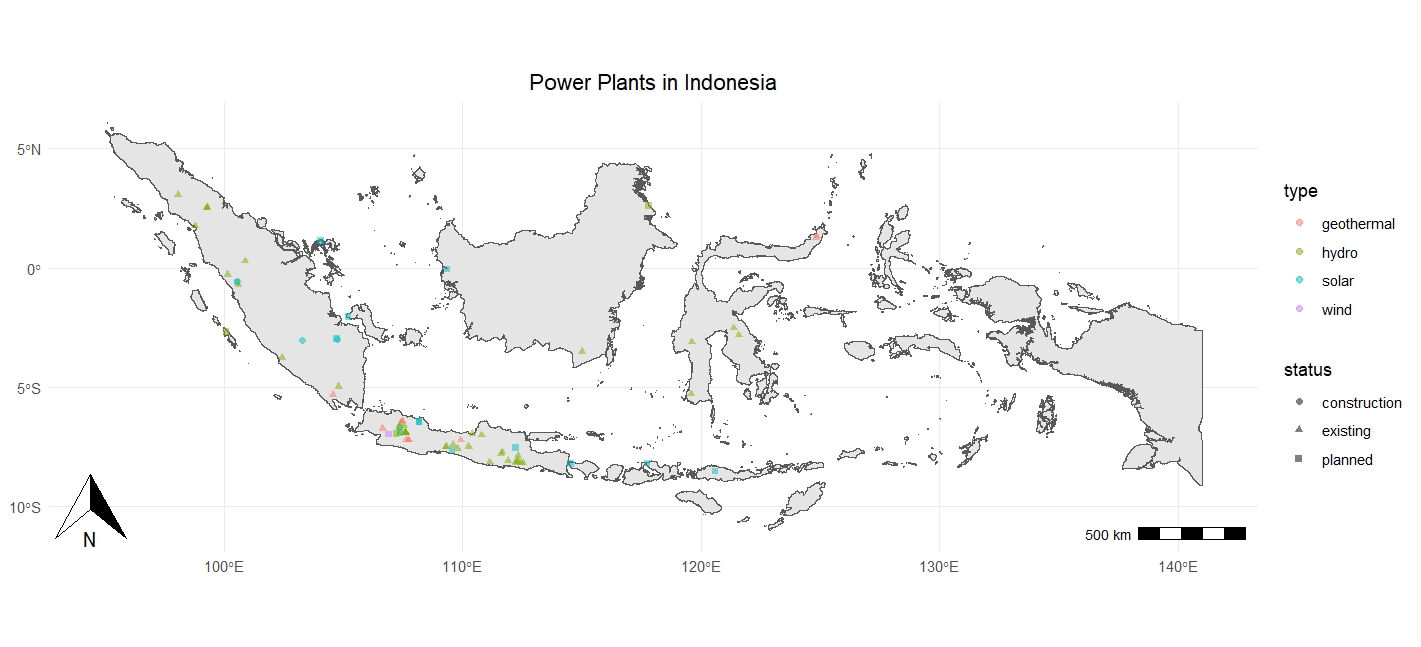 Power Plants in Indonesia
5°N
0°
5°S
10°S
100°E
110°E
120°E
130°E
140°E
N
500 km
type
geothermal
hydro
solar
wind
status
construction
existing
planned